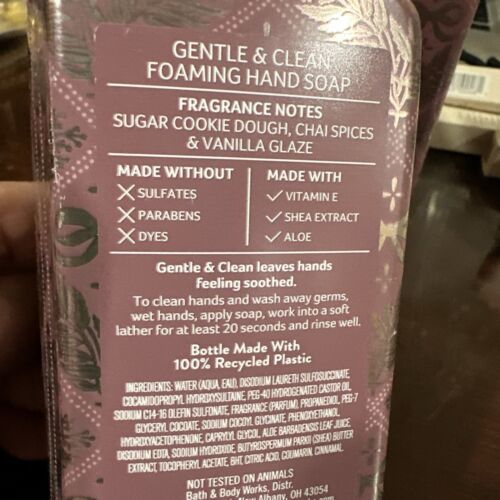 GENTLE & CLEAN
FOAMING HAND SOAP
FRAGRANCE NOTES
SUGAR COOKIE DOUGH, CHAI SPICES
& VANILLA GLAZE
MADE WITHOUT
SULFATES
PARABENS
DYES
MADE WITH
VITAMIN E
SHEA EXTRACT
ALOE
Gentle & Clean leaves hands
feeling soothed.
To clean hands and wash away germs,
wet hands, apply soap, work into a soft
lather for at least 20 seconds and rinse well.
Bottle Made With
100% Recycled Plastic
INGREDIENTS: WATER (AQUA, EAU), DISODIUM LAURETH SULFOSUCCINATE,
COCAMIDOPROPYL HYDROXYSULTAINE, PEG-40 HYDROGENATED CASTOR OIL,
SODIUM C14-16 OLEFIN SULFONATE, FRAGRANCE (PARFUM), PROPANEDIOL, PEG-7
GLYCERYL COCOATE, SODIUM COCOYL GLYCINATE, PHENOXYETHANOL,
HYDROXYACETOPHENONE, CAPRYLYL GLYCOL, ALOE BARBADENSIS LEAF JUICE,
DISODIUM EDTA, SODIUM HYDROXIDE, BUTYROSPERMUM PARKII (SHEA) BUTTER
EXTRACT, TOCOPHERYL ACETATE, BHT, CITRIC ACID, COUMARIN, CINNAMAL.
NOT TESTED ON ANIMALS
Bath & Body Works, Distr.
New Albany, OH 43054